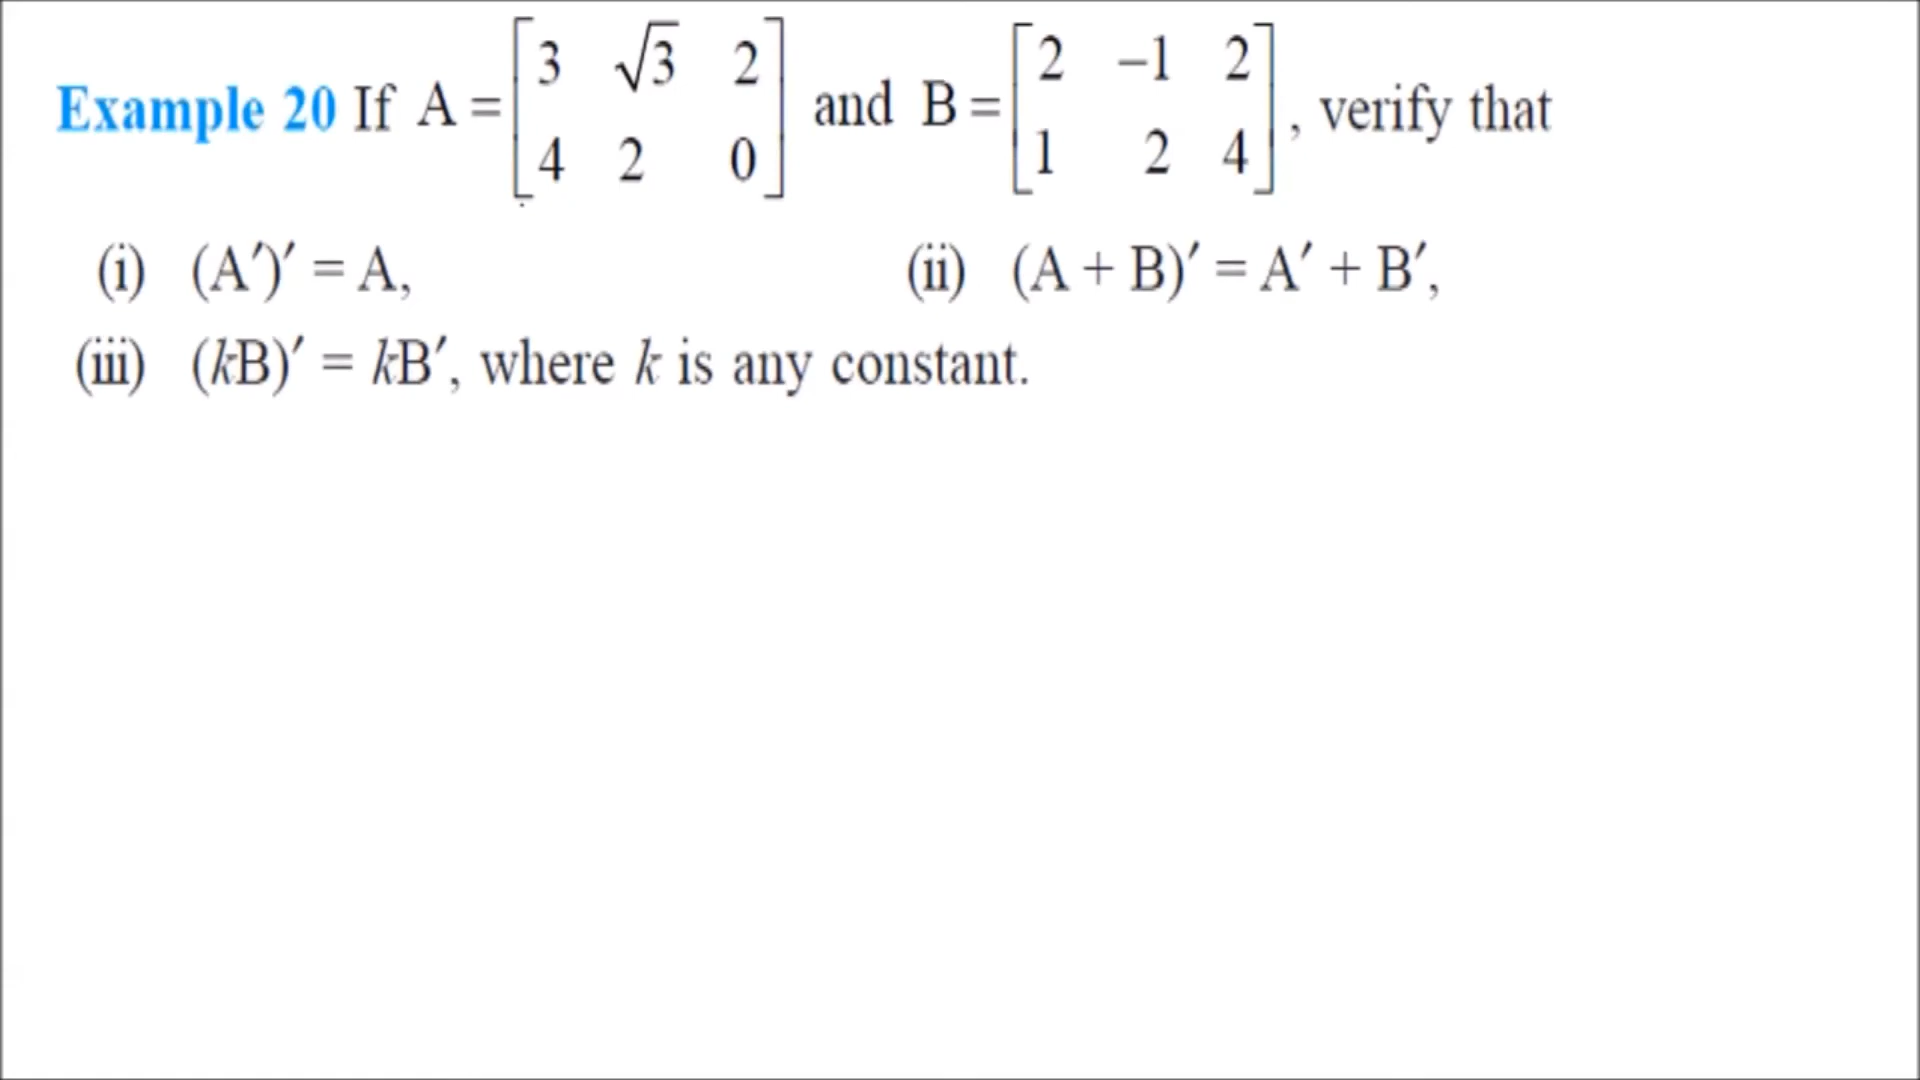 Example 20 If A = [3 √3 2; 4 2 0] and B = [2 –1 2; 1 2 4], verify that
(i) (A′)′ = A, (ii) (A + B)′ = A′ + B′,
(iii) (kB)′ = kB′, where k is any constant.